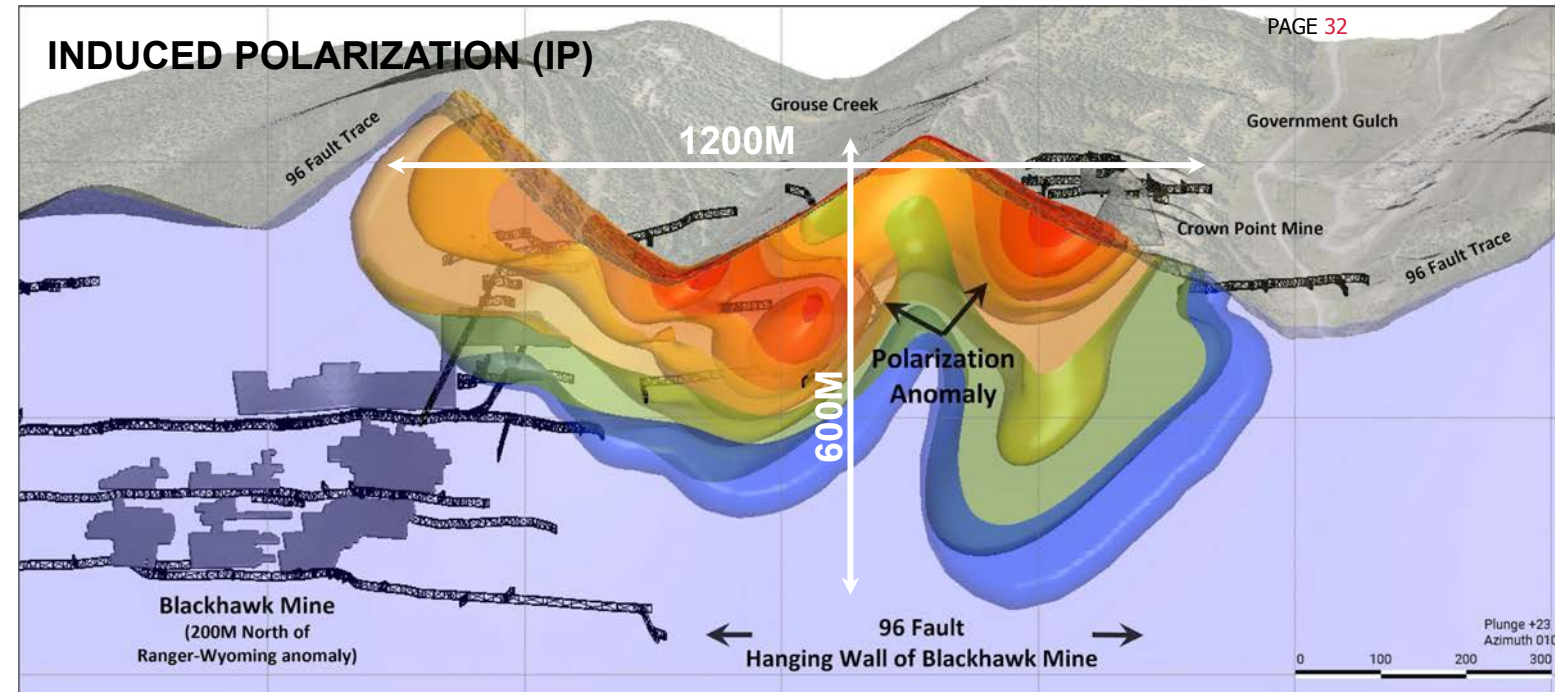 PAGE 32
INDUCED POLARIZATION (IP)
Grouse Creek
Government Gulch
96 Fault Trace
1200M
Crown Point Mine
96 Fault Trace
Polarization
Anomaly
600M
Blackhawk Mine
(200M North of
Ranger-Wyoming anomaly)
96 Fault
Hanging Wall of Blackhawk Mine
Plunge +23
Azimuth 010
0 100 200 300